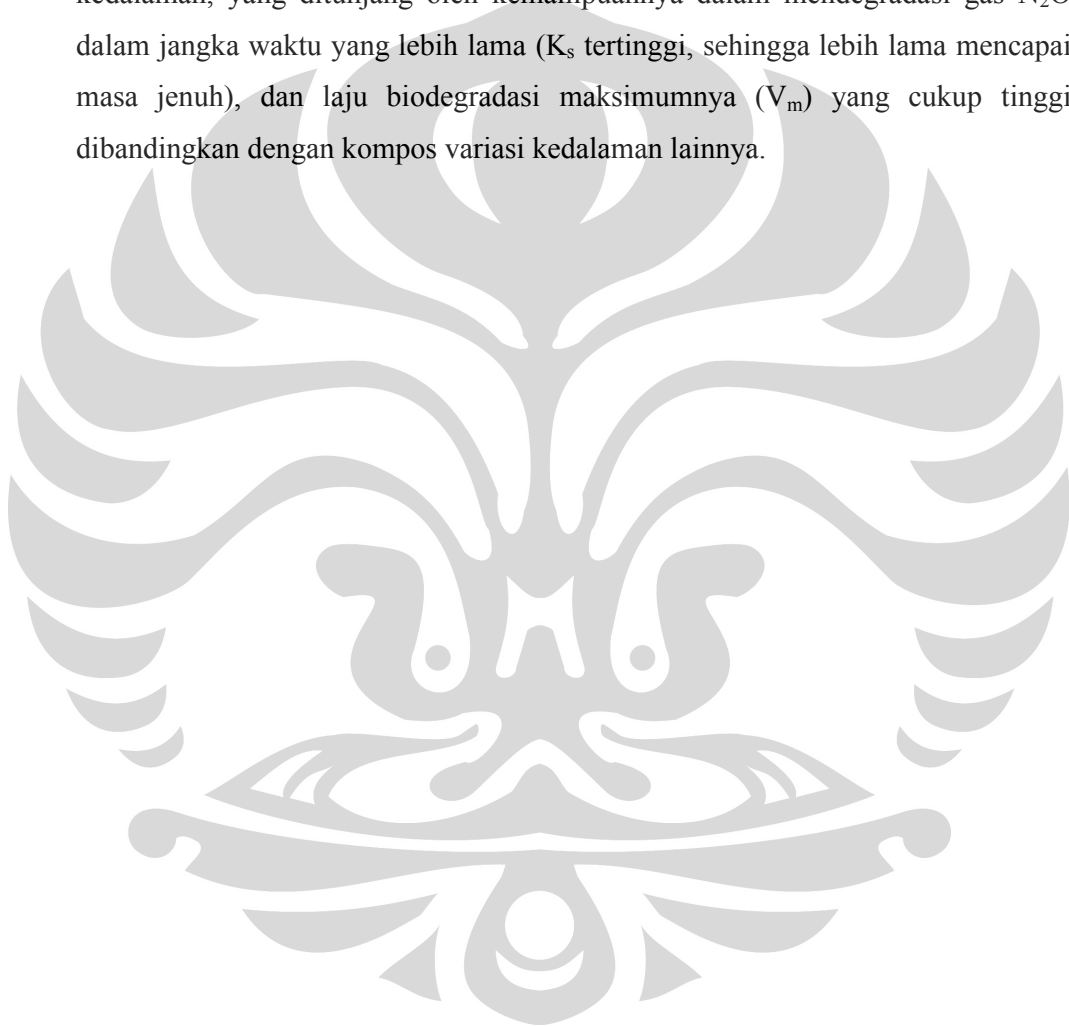 kedalaman, yang ditunjang oleh kemampuannya dalam mendegradasi gas N₂O
dalam jangka waktu yang lebih lama (Kₛ tertinggi, sehingga lebih lama mencapai
masa jenuh), dan laju biodegradasi maksimumnya (Vₘ) yang cukup tinggi
dibandingkan dengan kompos variasi kedalaman lainnya.